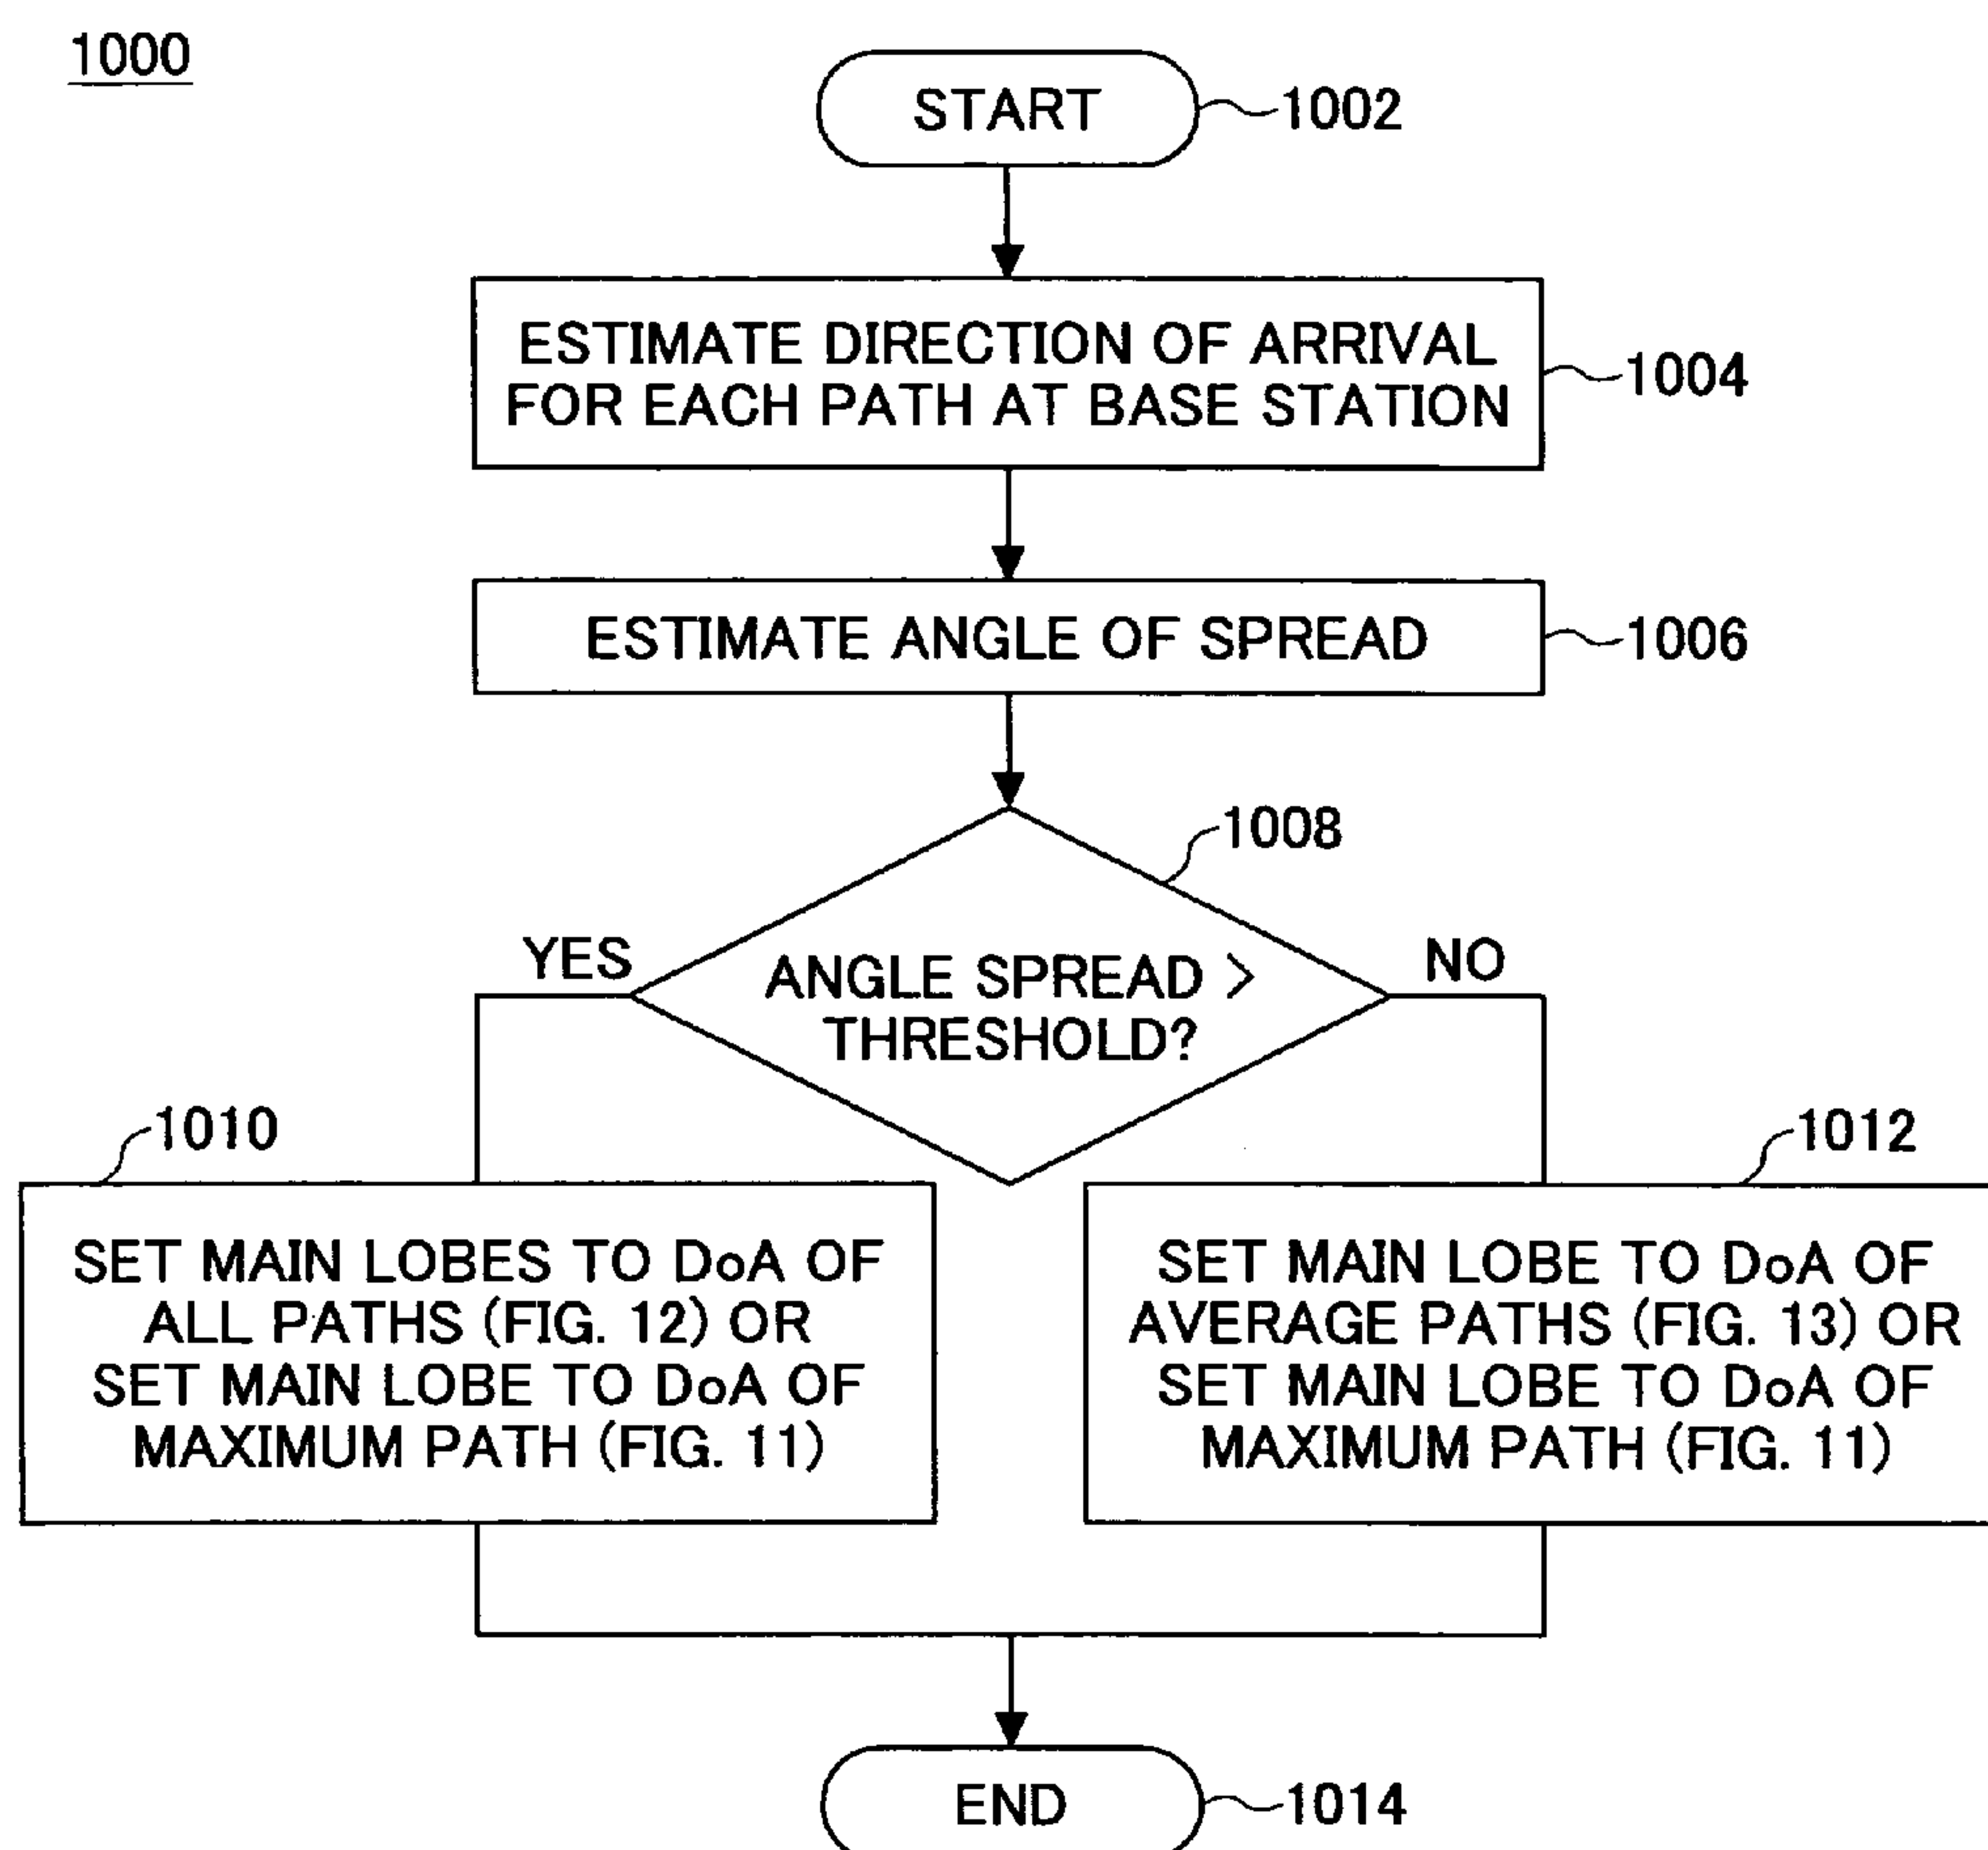 1000
START
1002
ESTIMATE DIRECTION OF ARRIVAL
FOR EACH PATH AT BASE STATION
1004
ESTIMATE ANGLE OF SPREAD
1006
1008
ANGLE SPREAD >
THRESHOLD?
YES
NO
1010
SET MAIN LOBES TO DoA OF
ALL PATHS (FIG. 12) OR
SET MAIN LOBE TO DoA OF
MAXIMUM PATH (FIG. 11)
1012
SET MAIN LOBE TO DoA OF
AVERAGE PATHS (FIG. 13) OR
SET MAIN LOBE TO DoA OF
MAXIMUM PATH (FIG. 11)
END
1014